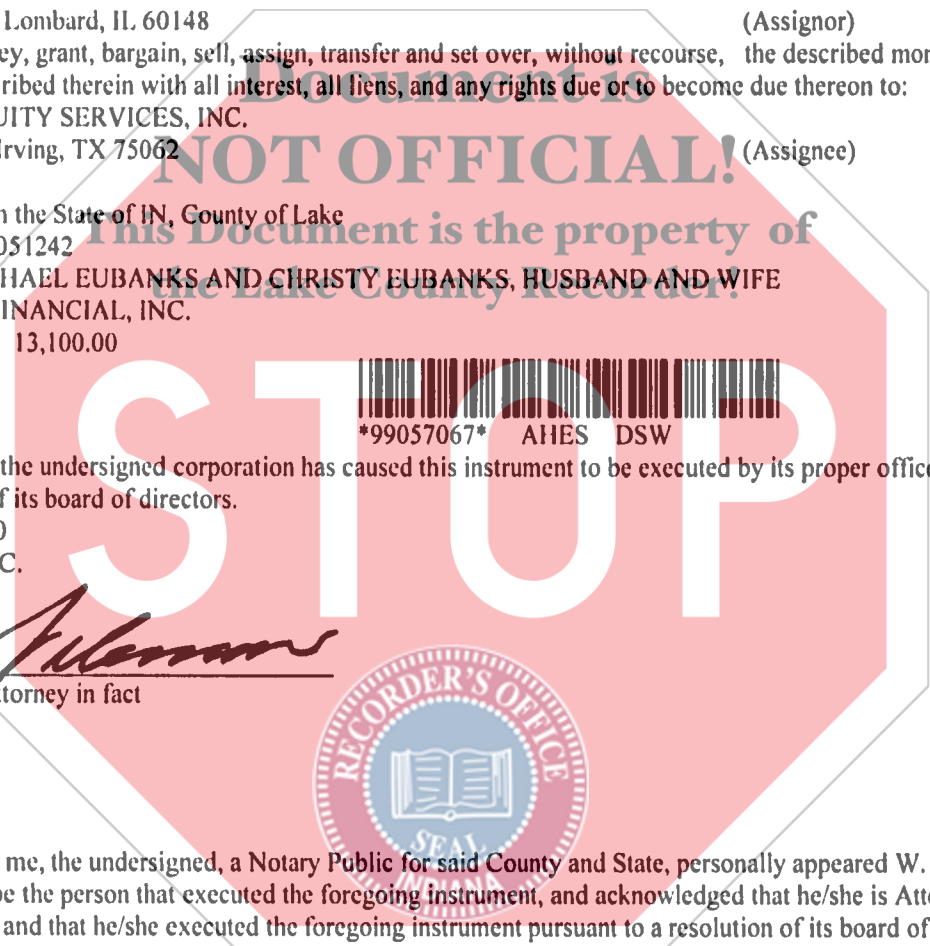 Lombard, IL 60148 (Assignor)
ey, grant, bargain, sell, assign, transfer and set over, without recourse, the described mor
ribed therein with all interest, all liens, and any rights due or to become due thereon to:
Document is
UITY SERVICES, INC.
NOT OFFICIAL!
Irving, TX 75062 (Assignee)
n the State of IN, County of Lake
This Document is the property of
051242
HAEL EUBANKS AND CHRISTY EUBANKS, HUSBAND AND WIFE
the Lake County Recorder!
INANCIAL, INC.
13,100.00
STOP
*99057067* AHES DSW
the undersigned corporation has caused this instrument to be executed by its proper office
f its board of directors.
C.
ttorney in fact
RECORDER'S OFFICE
SEAL
INDIANA
me, the undersigned, a Notary Public for said County and State, personally appeared W.
be the person that executed the foregoing instrument, and acknowledged that he/she is Atto
and that he/she executed the foregoing instrument pursuant to a resolution of its board of